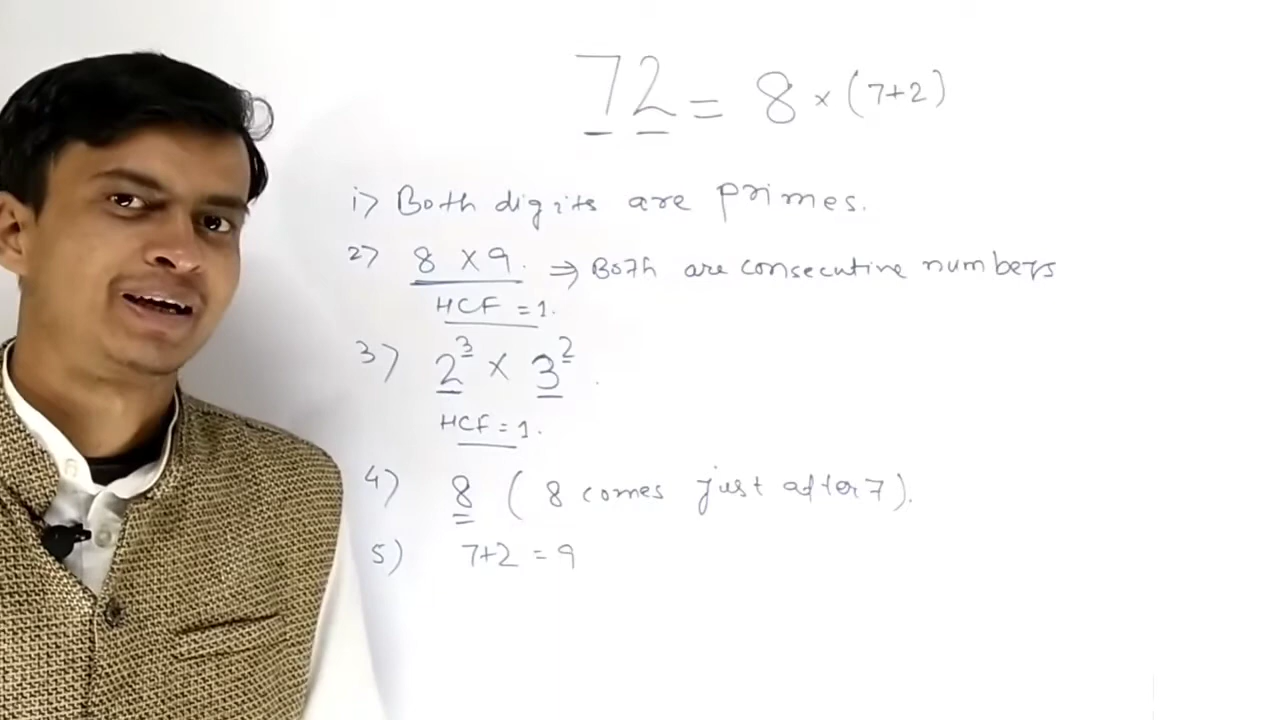 72 = 8 × (7+2)
1) Both digits are primes.
2) 8 × 9. ⇒ Both are consecutive numbers
HCF = 1.
3) 2³ × 3².
HCF = 1.
4) 8 ( 8 comes just after 7 ).
5) 7+2 = 9